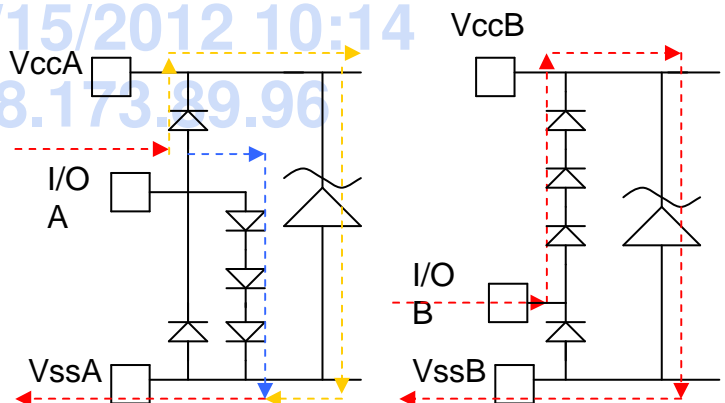 /15/2012 10:14
8.173.89.96
VccA
I/O
A
VssA
VccB
I/O
B
VssB